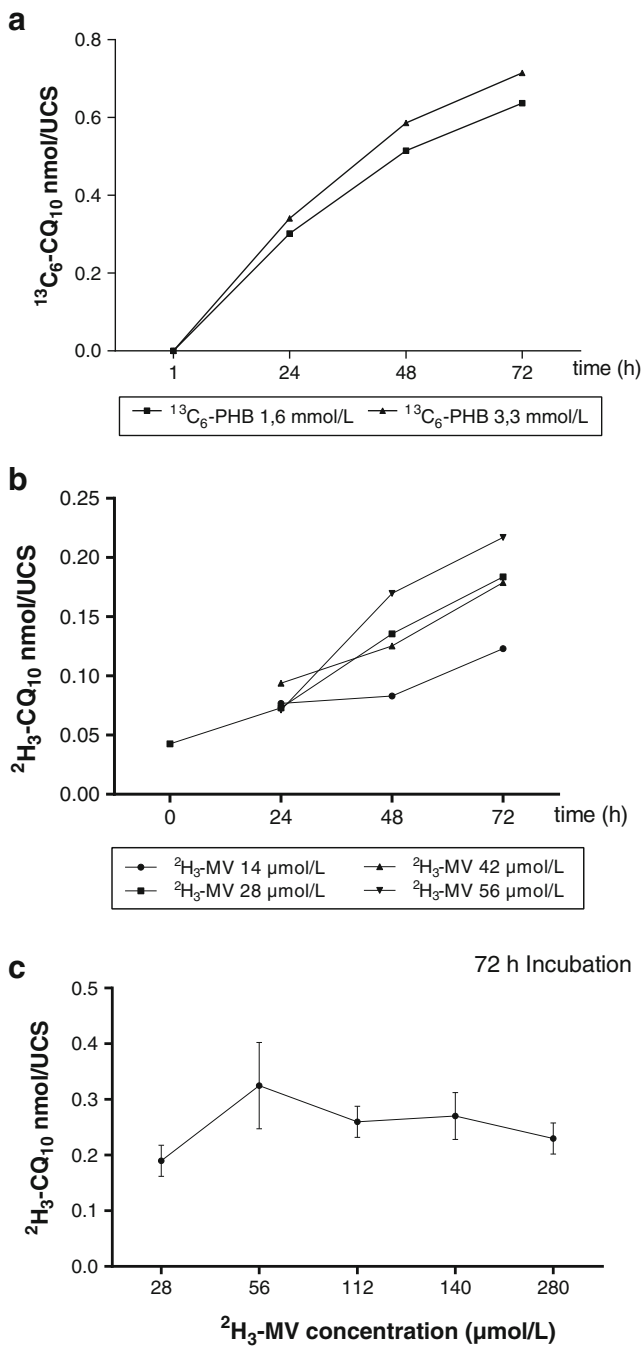 a
¹³C₆-CQ₁₀ nmol/UCS
0.8
0.6
0.4
0.2
0.0
1 24 48 72 time (h)
¹³C₆-PHB 1,6 mmol/L ¹³C₆-PHB 3,3 mmol/L
b
²H₃-CQ₁₀ nmol/UCS
0.25
0.20
0.15
0.10
0.05
0.00
0 24 48 72 time (h)
²H₃-MV 14 µmol/L ²H₃-MV 42 µmol/L
²H₃-MV 28 µmol/L ²H₃-MV 56 µmol/L
c
72 h Incubation
²H₃-CQ₁₀ nmol/UCS
0.5
0.4
0.3
0.2
0.1
0.0
28 56 112 140 280
²H₃-MV concentration (µmol/L)